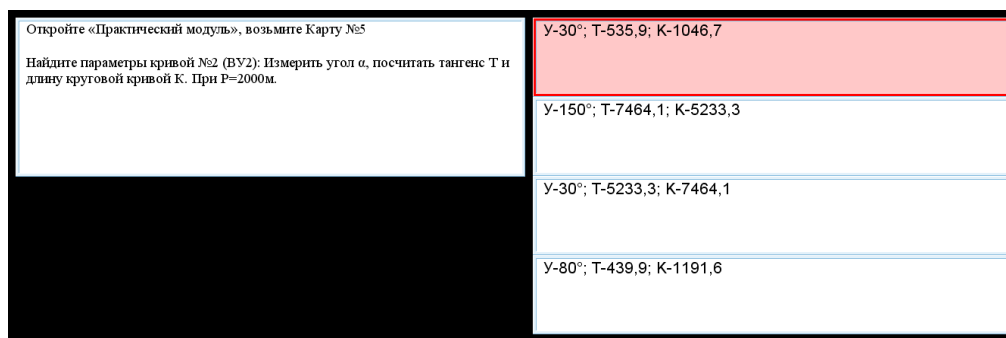 Откройте «Практический модуль», возьмите Карту №5
Найдите параметры кривой №2 (ВУ2): Измерить угол α, посчитать тангенс Т и
длину круговой кривой К. При Р=2000м.
У-30°; Т-535,9; К-1046,7
У-150°; Т-7464,1; К-5233,3
У-30°; Т-5233,3; К-7464,1
У-80°; Т-439,9; К-1191,6